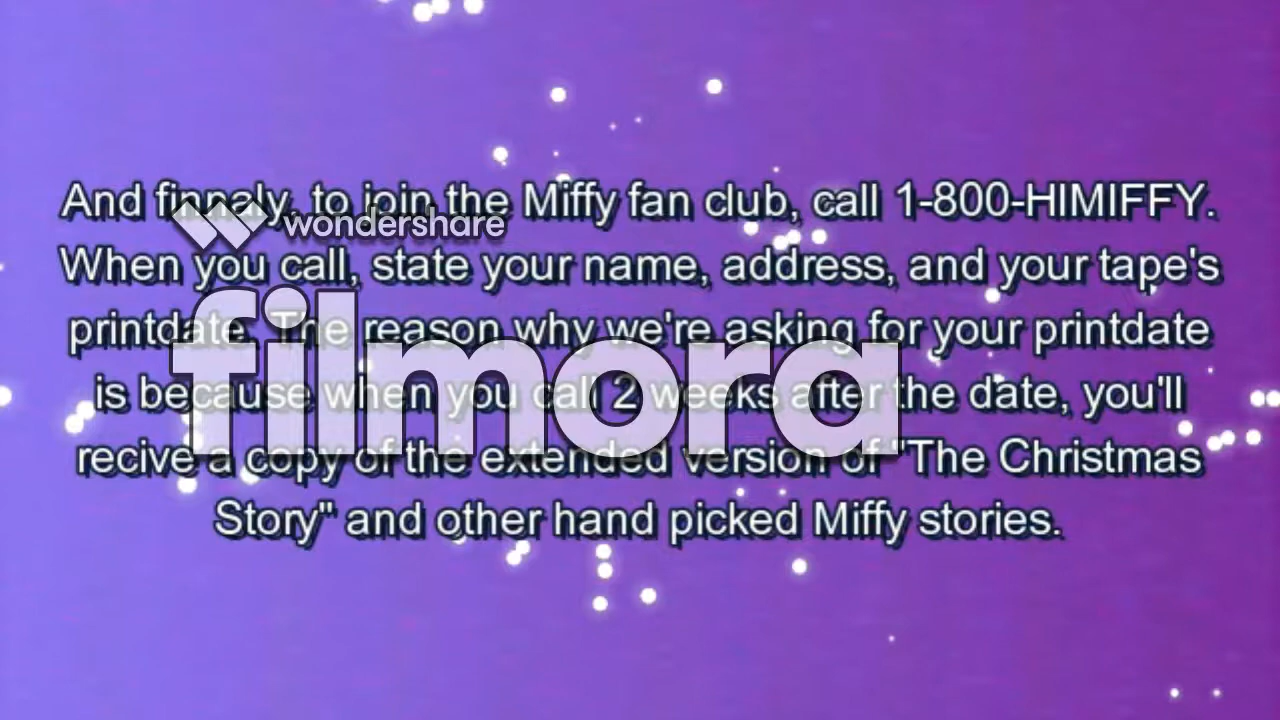 And finnaly, to join the Miffy fan club, call 1-800-HIMIFFY.
wondershare
When you call, state your name, address, and your tape's
filmora
printdate. The reason why we're asking for your printdate
is because when you call 2 weeks after the date, you'll
recive a copy of the extended version of "The Christmas
Story" and other hand picked Miffy stories.